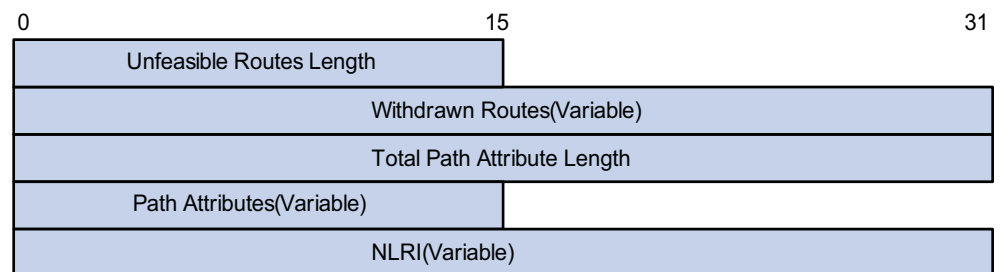 0 15 31
Unfeasible Routes Length
Withdrawn Routes(Variable)
Total Path Attribute Length
Path Attributes(Variable)
NLRI(Variable)